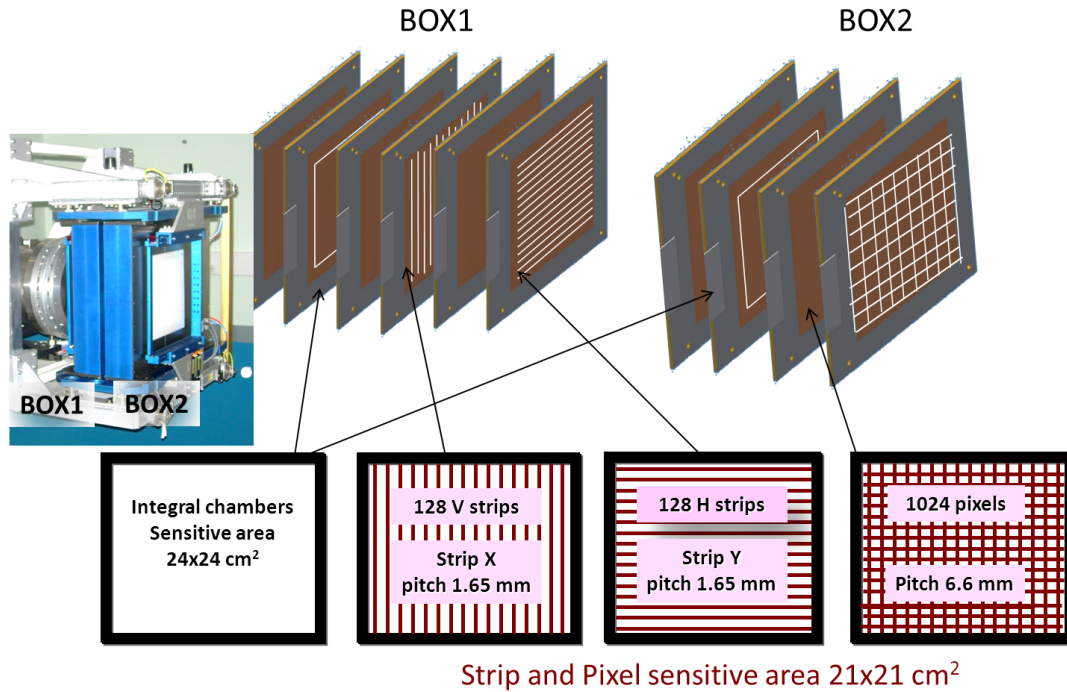 BOX1
BOX2
BOX1
BOX2
Integral chambers
Sensitive area
24x24 cm²
128 V strips
Strip X
pitch 1.65 mm
128 H strips
Strip Y
pitch 1.65 mm
1024 pixels
Pitch 6.6 mm
Strip and Pixel sensitive area 21x21 cm²